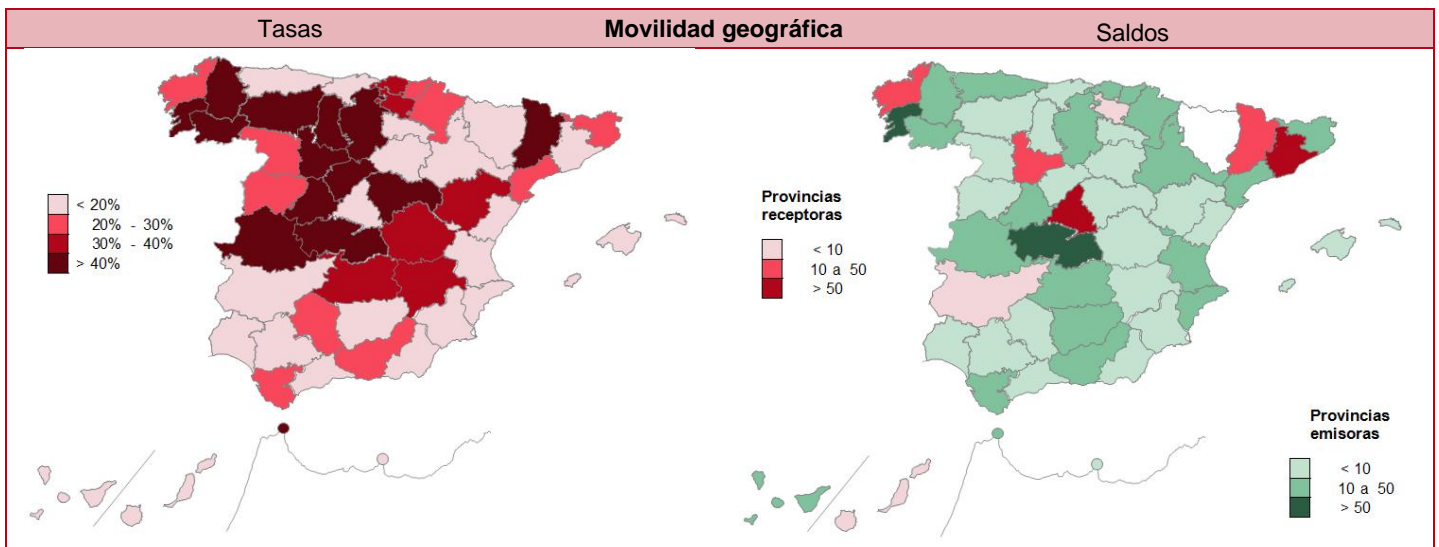 Tasas
Movilidad geográfica
Saldos
< 20%
20% - 30%
30% - 40%
> 40%
Provincias
receptoras
< 10
10 a 50
> 50
Provincias
emisoras
< 10
10 a 50
> 50